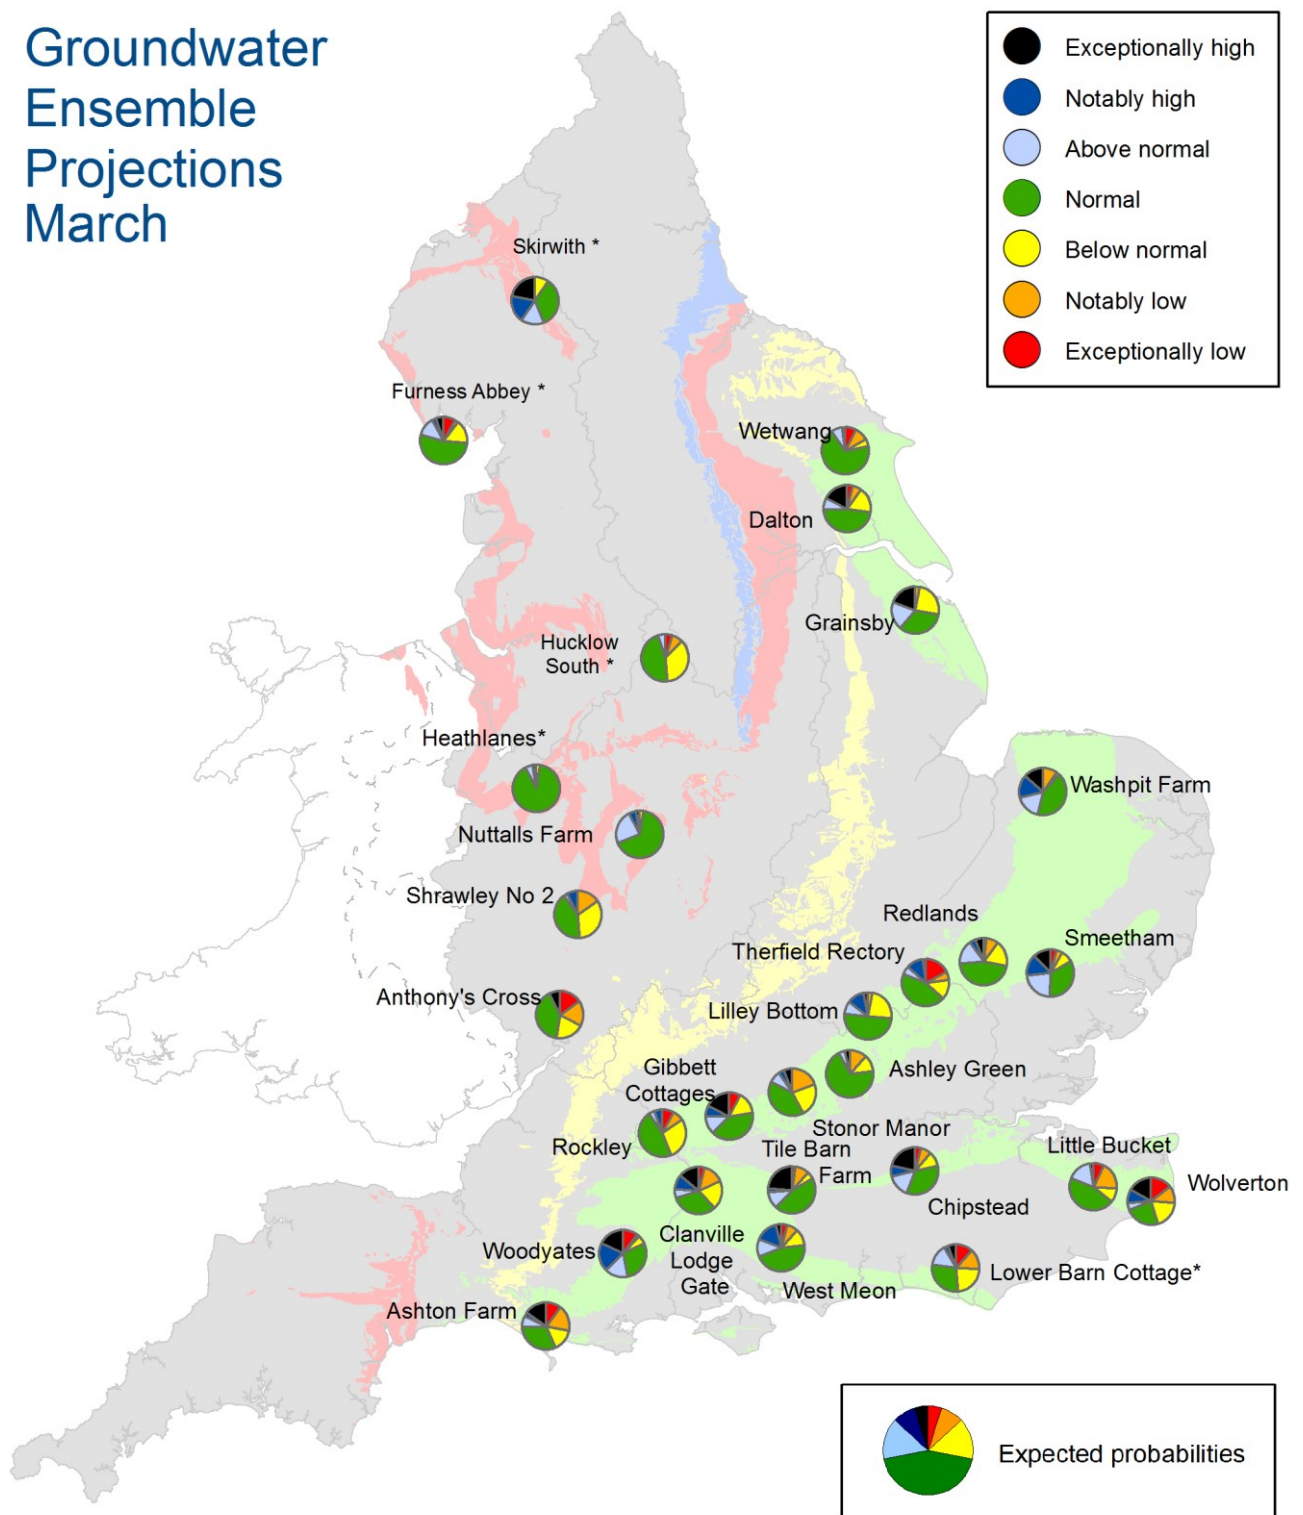 Groundwater
Ensemble
Projections
March
Exceptionally high
Notably high
Above normal
Normal
Below normal
Notably low
Exceptionally low
Skirwith *
Furness Abbey *
Wetwang
Dalton
Grainsby
Hucklow
South *
Heathlanes*
Nuttalls Farm
Washpit Farm
Shrawley No 2
Redlands
Smeetham
Therfield Rectory
Anthony's Cross
Lilley Bottom
Gibbett
Cottages
Ashley Green
Rockley
Stonor Manor
Tile Barn
Farm
Little Bucket
Wolverton
Chipstead
Woodyates
Clanville
Lodge
Gate
West Meon
Lower Barn Cottage*
Ashton Farm
Expected probabilities